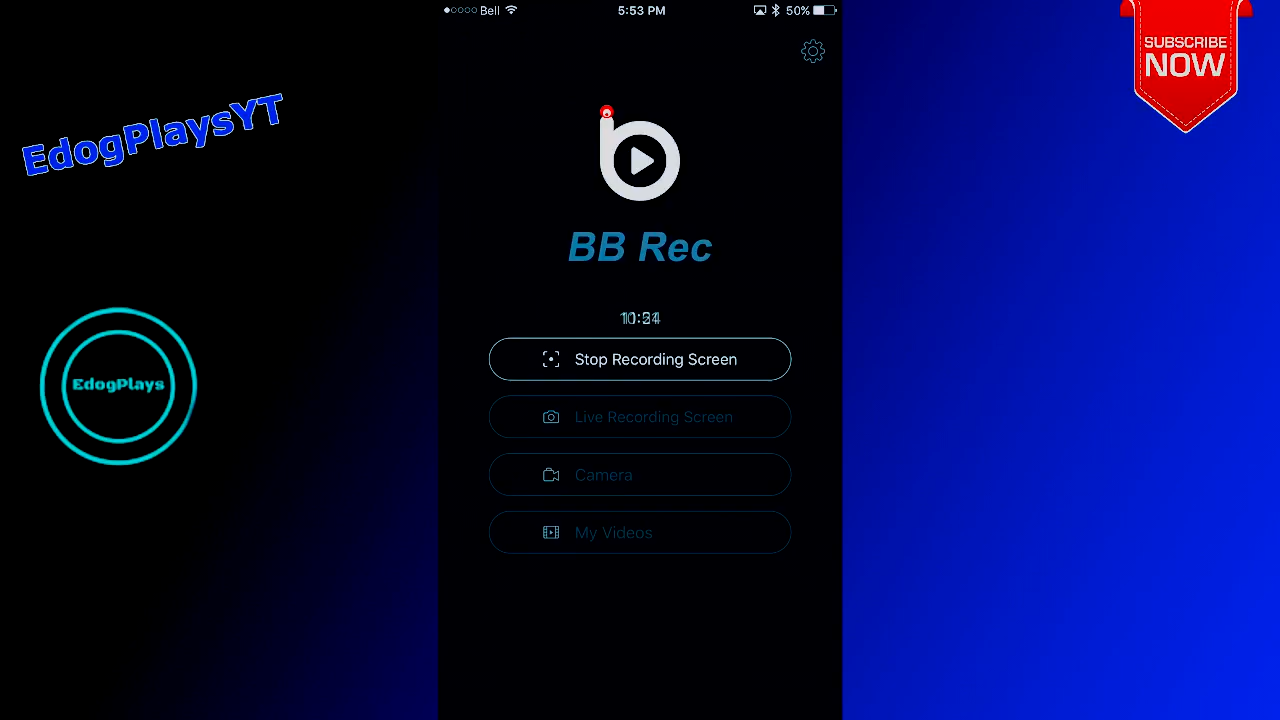 Bell
5:53 PM
50%
SUBSCRIBE
NOW
EdogPlaysYT
b
BB Rec
Stop Recording Screen
EdogPlays
Live Recording Screen
Camera
My Videos